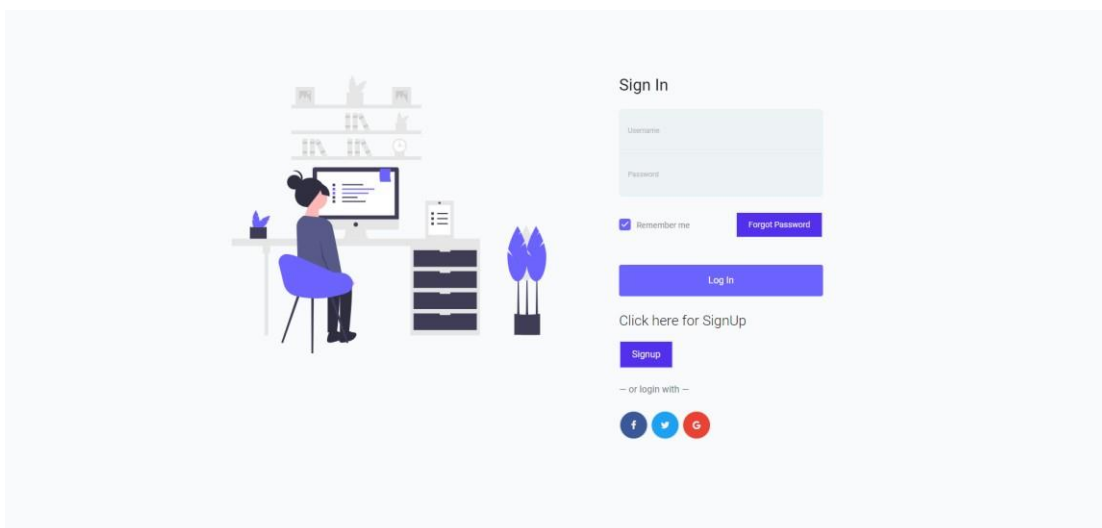 Sign In
Username
Password
Remember me
Forgot Password
Log In
Click here for SignUp
Signup
— or login with —
f
G